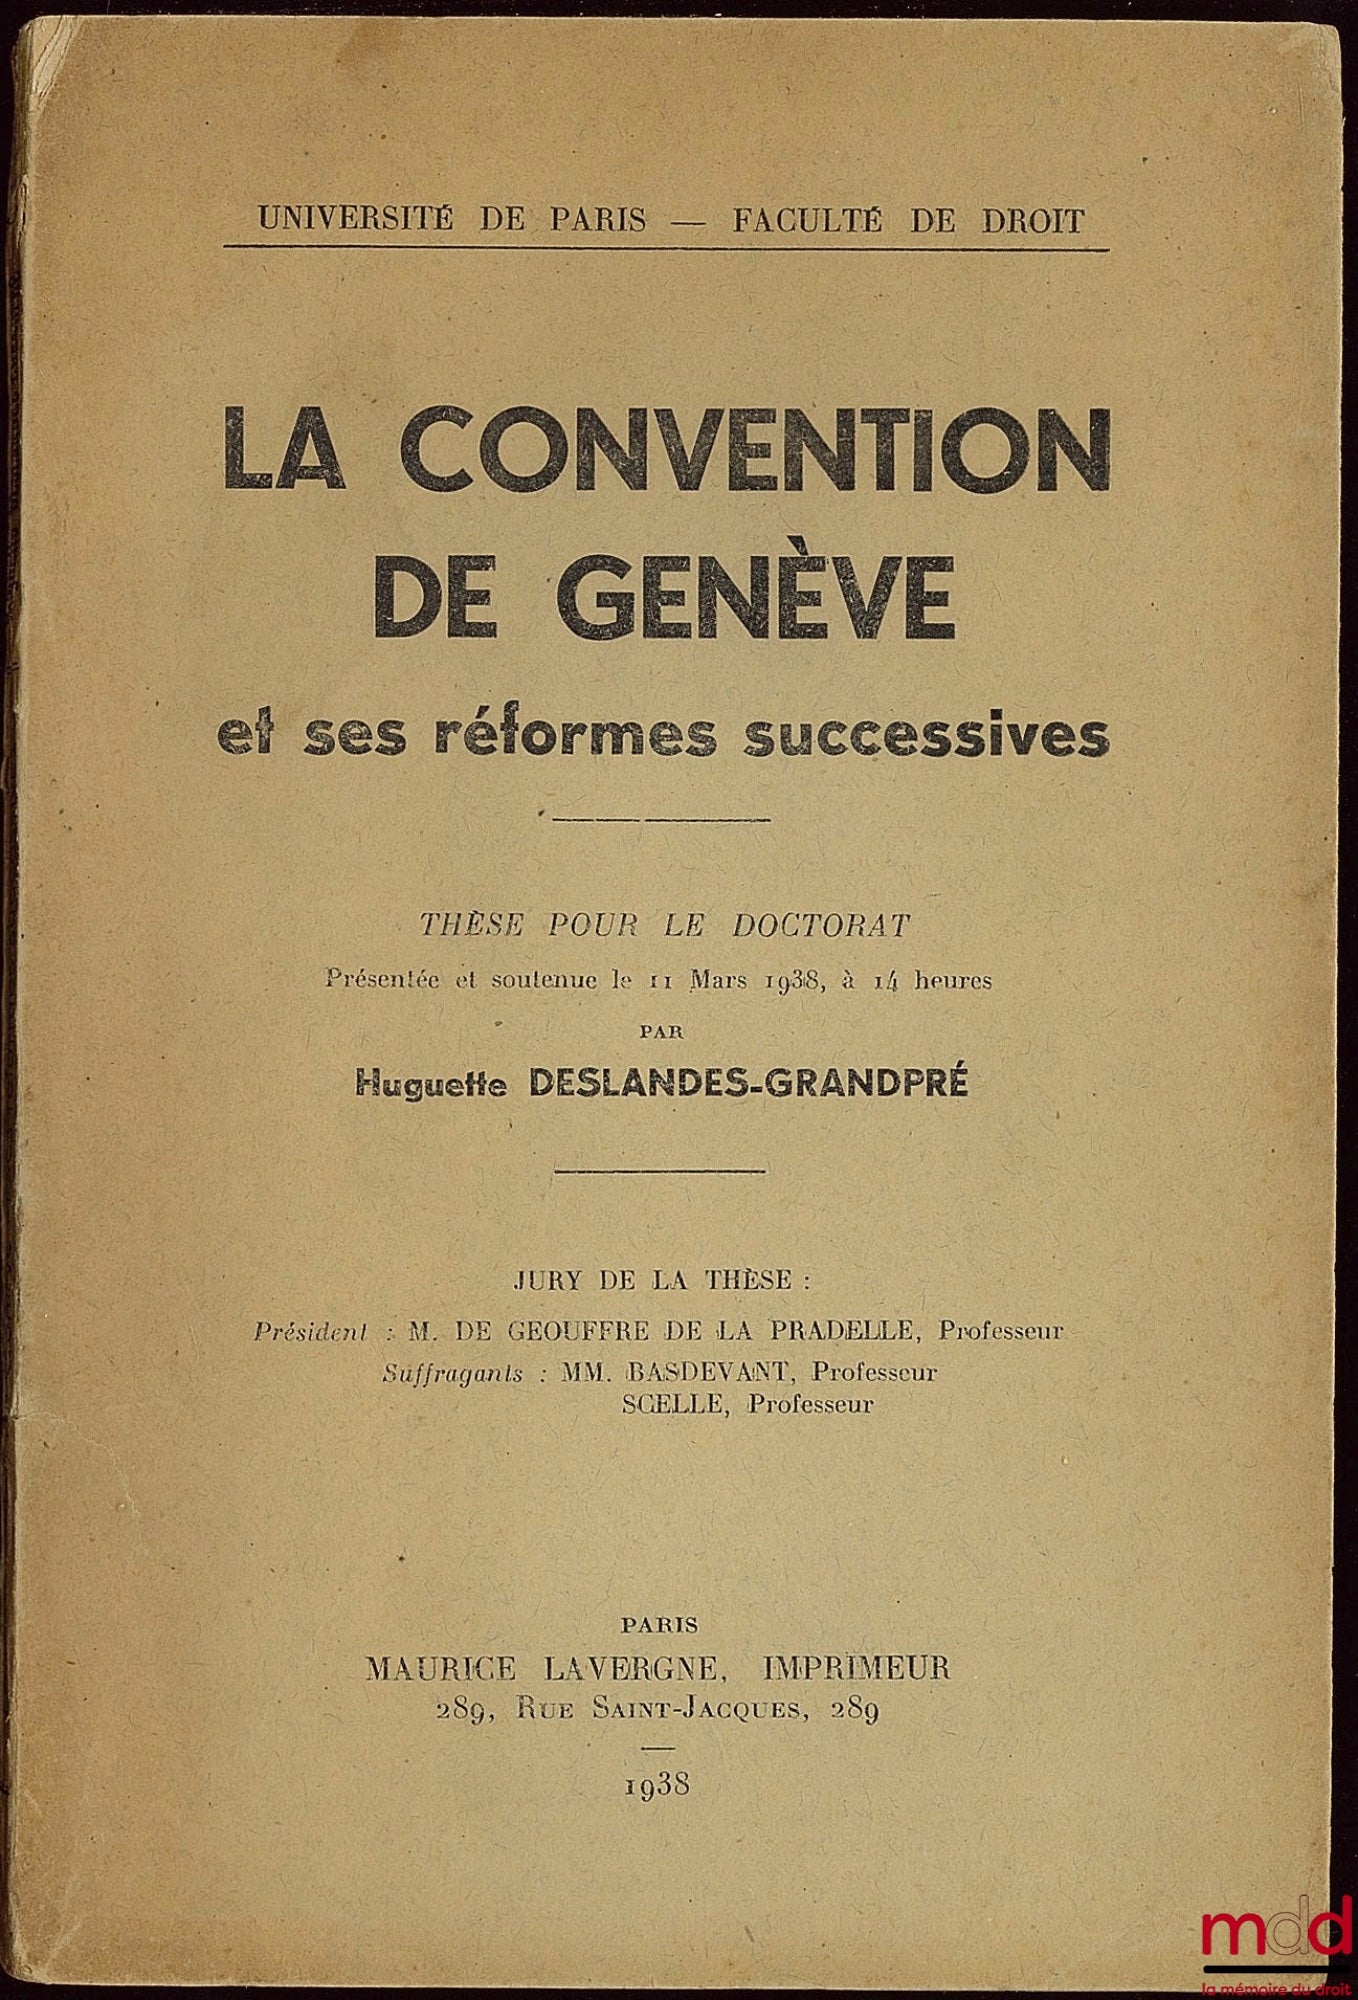 UNIVERSITÉ DE PARIS — FACULTÉ DE DROIT
LA CONVENTION
DE GENÈVE
et ses réformes successives
THÈSE POUR LE DOCTORAT
Présentée et soutenue le 11 Mars 1938, à 14 heures
PAR
Huguette DESLANDES-GRANDPRÉ
JURY DE LA THÈSE :
Président : M. DE GEOUFFRE DE LA PRADELLE, Professeur
Suffragants : MM. BASDEVANT, Professeur
SCELLE, Professeur
PARIS
MAURICE LAVERGNE, IMPRIMEUR
289, RUE SAINT-JACQUES, 289
1938
mdd
la mémoire du droit